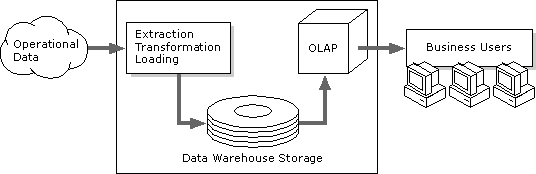 Operational
Data
Extraction
Transformation
Loading
OLAP
Business Users
Data Warehouse Storage